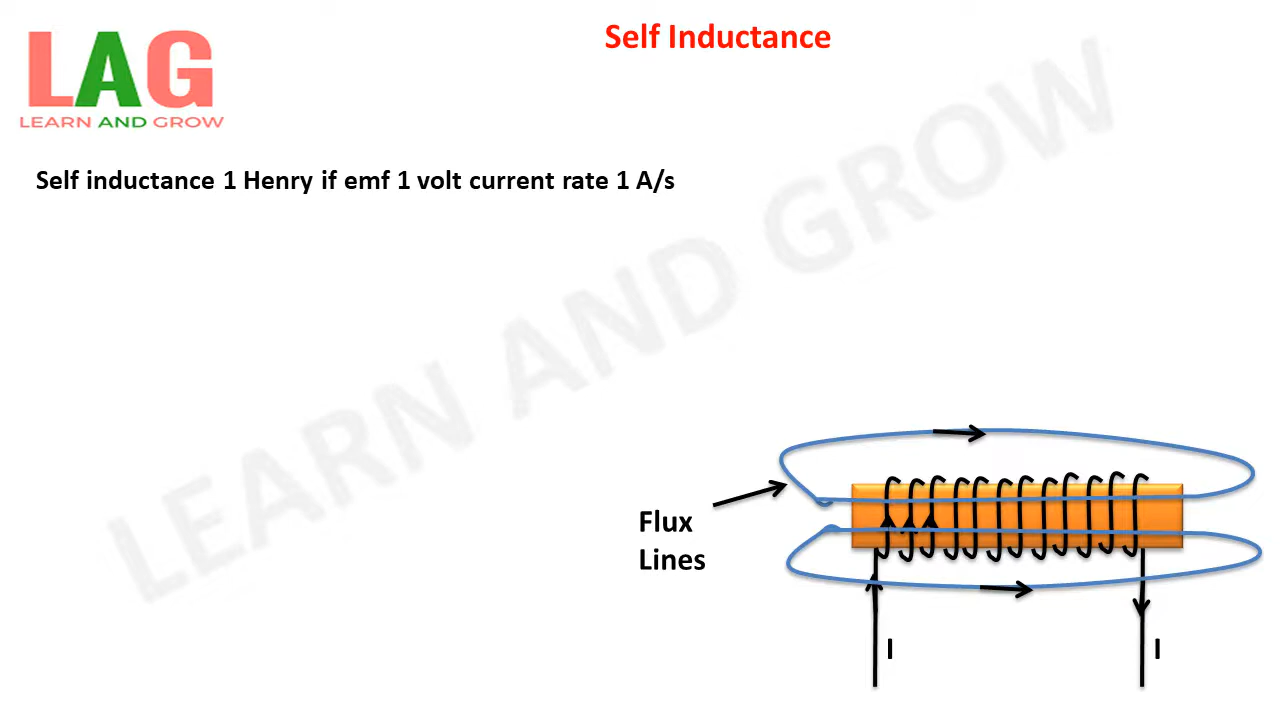 LAG
LEARN AND GROW
Self Inductance
Self inductance 1 Henry if emf 1 volt current rate 1 A/s
LEARN AND GROW
Flux
Lines
I
I